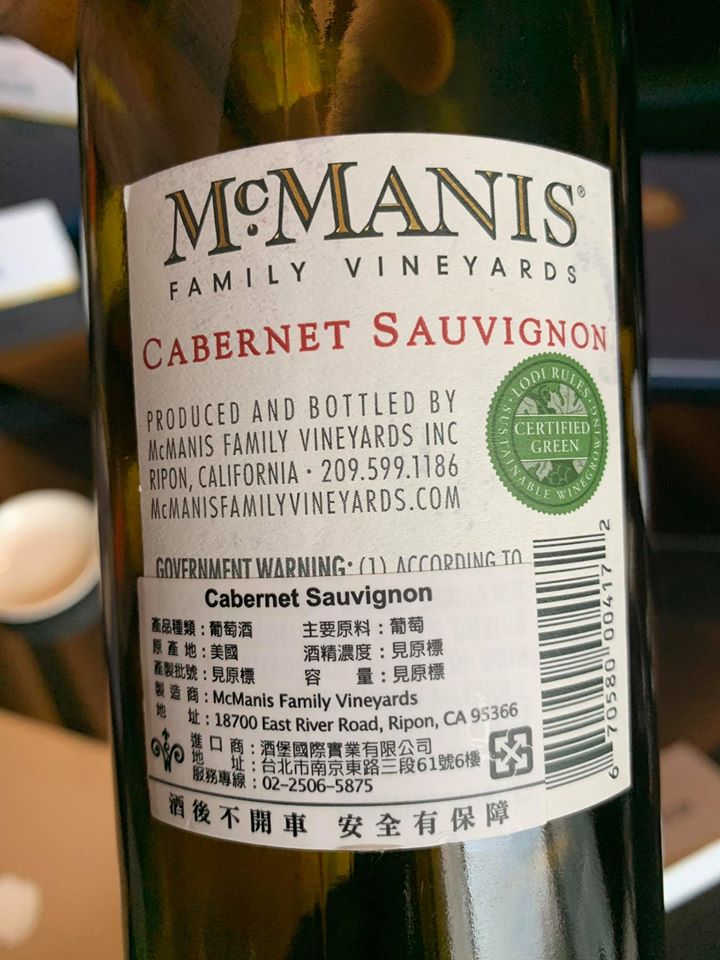 McMANIS®
FAMILY VINEYARDS
CABERNET SAUVIGNON
PRODUCED AND BOTTLED BY
McMANIS FAMILY VINEYARDS INC
RIPON, CALIFORNIA · 209.599.1186
McMANISFAMILYVINEYARDS.COM
LODI RULES
CERTIFIED
GREEN
SUSTAINABLE WINEGROWING
GOVERNMENT WARNING: (1) ACCORDING TO
Cabernet Sauvignon
產品種類：葡萄酒 主要原料：葡萄
原產地：美國 酒精濃度：見原標
產製批號：見原標 容量：見原標
製造商：McManis Family Vineyards
地址：18700 East River Road, Ripon, CA 95366
進口商：酒堡國際實業有限公司
地址：台北市南京東路三段61號6樓
服務專線：02-2506-5875
酒後不開車 安全有保障
6 70580 00417 2